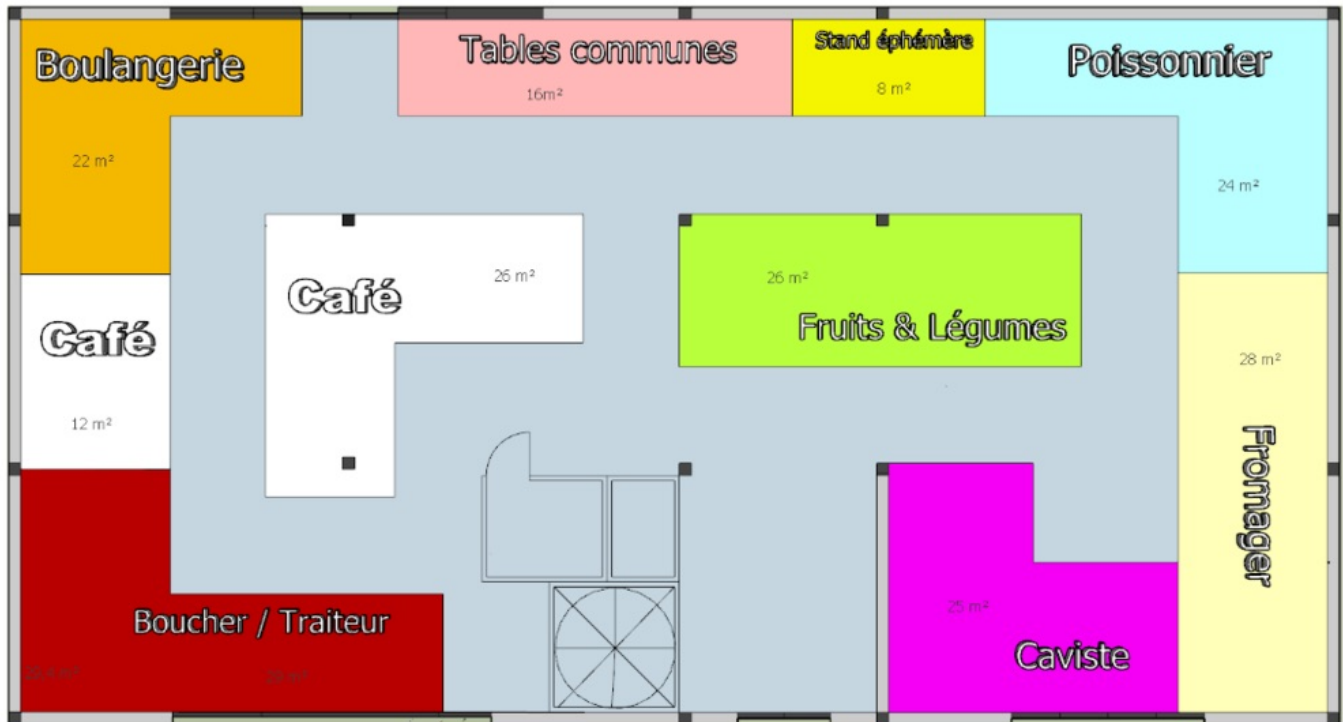 Boulangerie
22 m²
Tables communes
16m²
Stand éphémère
8 m²
Poissonnier
24 m²
Café
26 m²
26 m²
Fruits & Légumes
Café
12 m²
28 m²
Fromager
Boucher / Traiteur
25 m²
Caviste